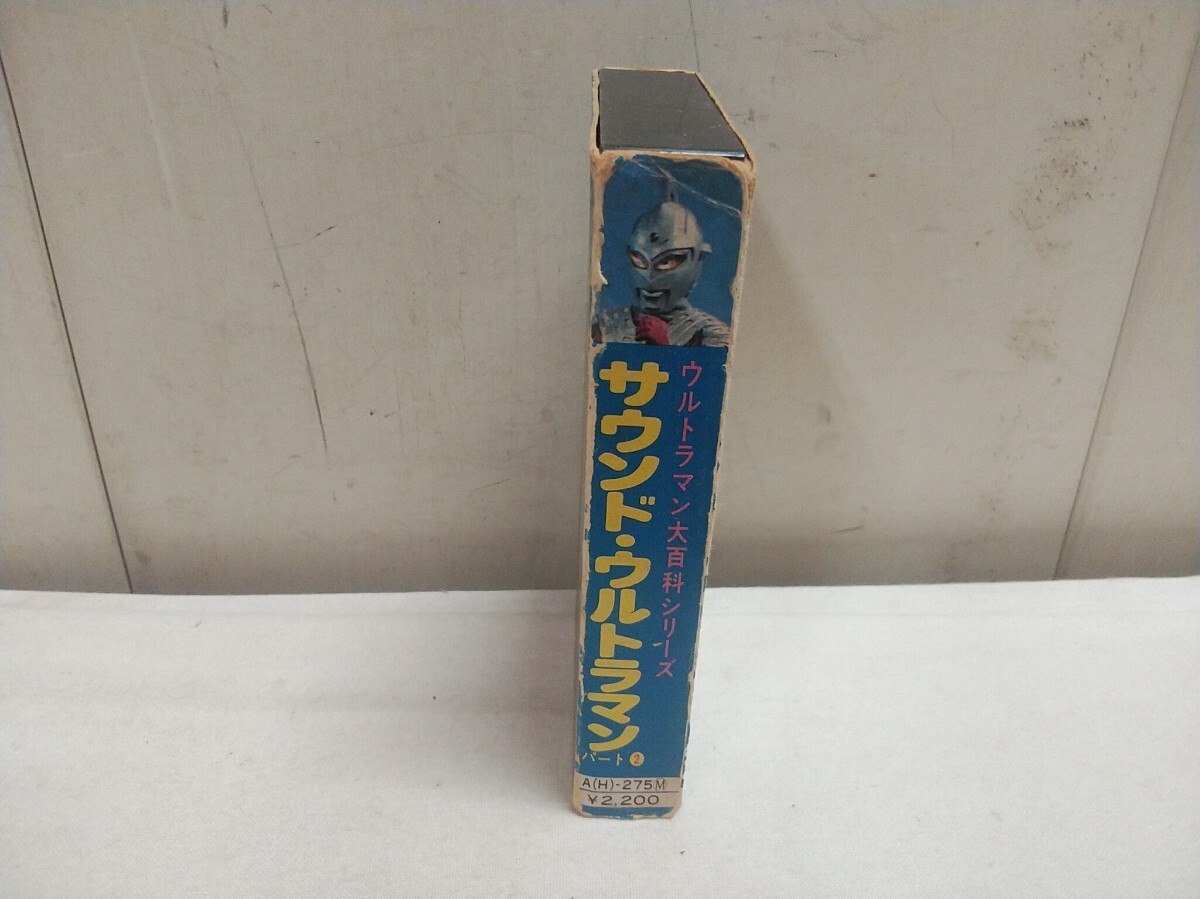 ウルトラマン大百科シリーズ
サウンド・ウルトラマン
パート2
A(H)-275M
¥2,200